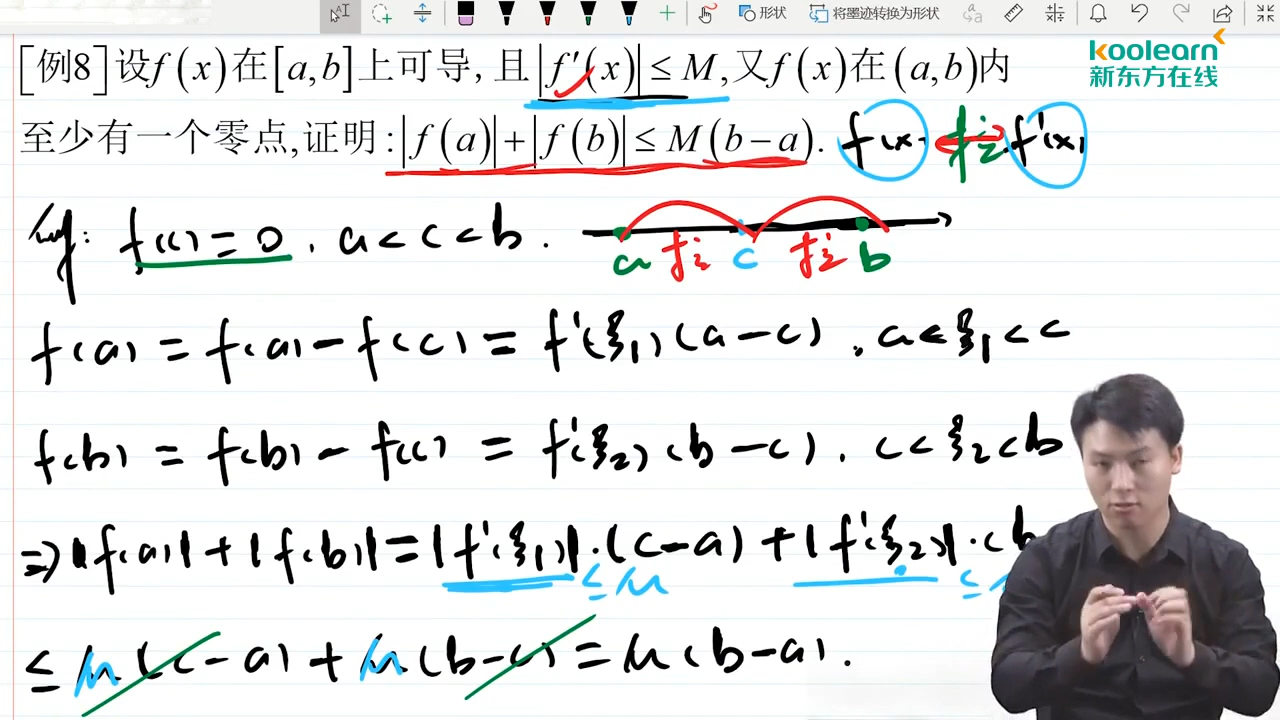 形状 将墨迹转换为形状
koolearn
新东方在线
[例8]设f(x)在[a,b]上可导,且|f′(x)|≤M,又f(x)在(a,b)内
至少有一个零点,证明:|f(a)|+|f(b)|≤M(b−a). f(x) 拉 f′(x)
证: f(c)=0, a<c<b.
a 拉 c 拉 b
f(a)=f(a)−f(c)=f′(ξ₁)(a−c), a<ξ₁<c
f(b)=f(b)−f(c)=f′(ξ₂)(b−c), c<ξ₂<b
⇒|f(a)|+|f(b)|=|f′(ξ₁)|·(c−a)+|f′(ξ₂)|·(b
≤M ≤
≤M(c−a)+M(b−c)=M(b−a).